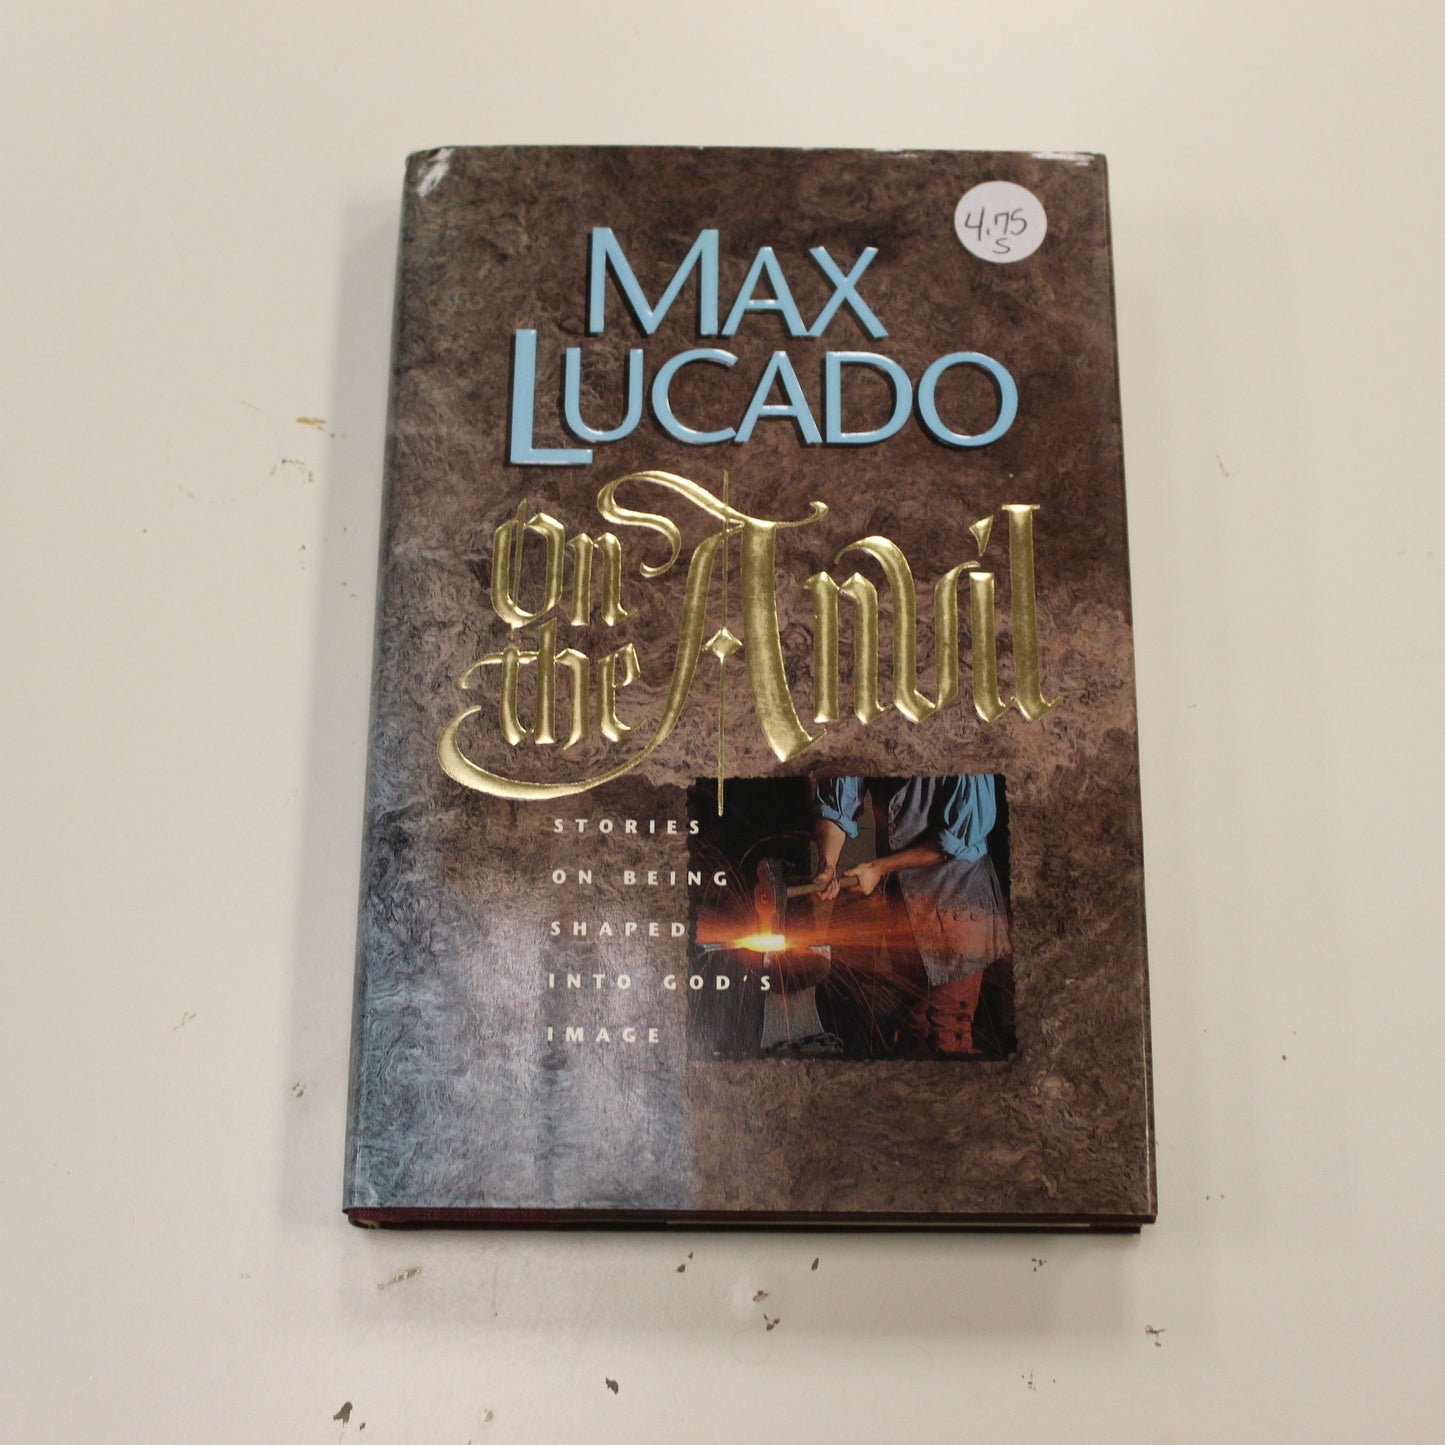 4.75
S
MAX
LUCADO
On
the Anvil
STORIES
ON BEING
SHAPED
INTO GOD'S
IMAGE